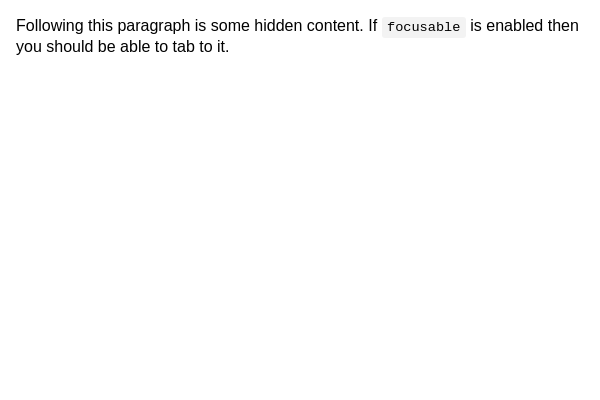 Following this paragraph is some hidden content. If focusable is enabled then
you should be able to tab to it.